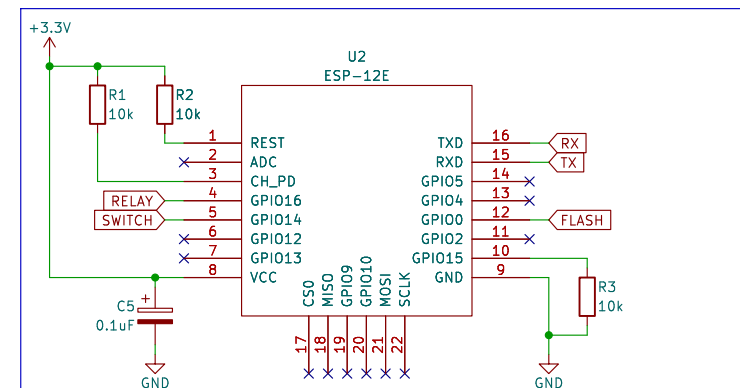 +3.3V
U2
ESP-12E
R1
10k
R2
10k
1
REST
2
ADC
3
CH_PD
RELAY
4
GPIO16
SWITCH
5
GPIO14
6
GPIO12
7
GPIO13
8
VCC
TXD
16
RX
RXD
15
TX
GPIO5
14
GPIO4
13
GPIO0
12
FLASH
GPIO2
11
GPIO15
10
GND
9
CS0
MISO
GPIO9
GPIO10
MOSI
SCLK
17
18
19
20
21
22
R3
10k
C5
+
0.1uF
GND
GND